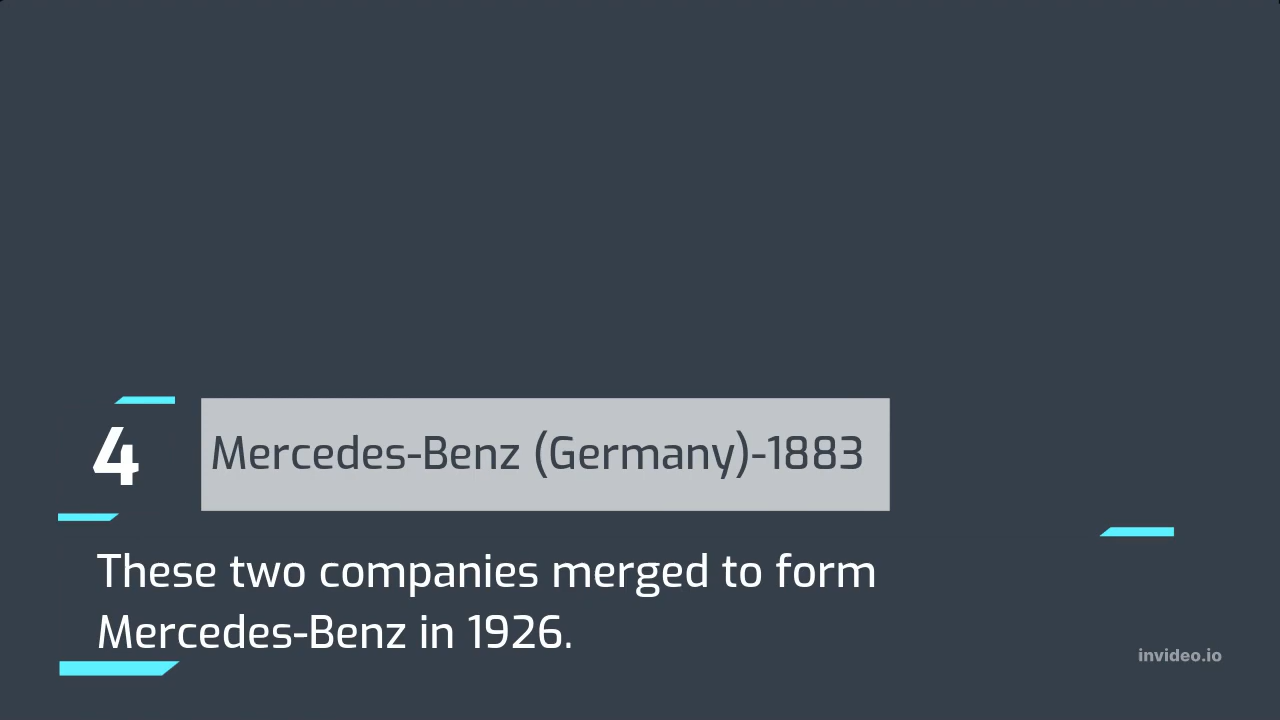 4
Mercedes-Benz (Germany)-1883
These two companies merged to form
Mercedes-Benz in 1926.
invideo.io